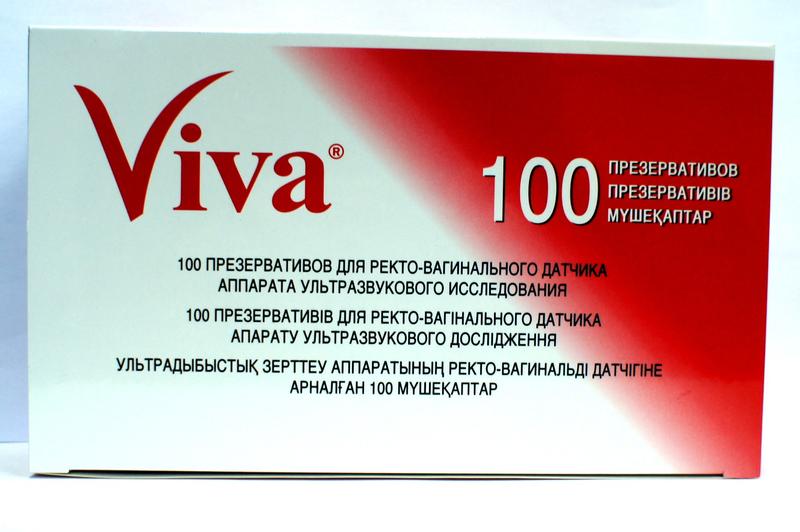 Viva®
100 ПРЕЗЕРВАТИВОВ
ПРЕЗЕРВАТИВІВ
МҮШЕҚАПТАР
100 ПРЕЗЕРВАТИВОВ ДЛЯ РЕКТО-ВАГИНАЛЬНОГО ДАТЧИКА
АППАРАТА УЛЬТРАЗВУКОВОГО ИССЛЕДОВАНИЯ
100 ПРЕЗЕРВАТИВІВ ДЛЯ РЕКТО-ВАГІНАЛЬНОГО ДАТЧИКА
АПАРАТУ УЛЬТРАЗВУКОВОГО ДОСЛІДЖЕННЯ
УЛЬТРАДЫБЫСТЫҚ ЗЕРТТЕУ АППАРАТЫНЫҢ РЕКТО-ВАГИНАЛЬДІ ДАТЧІГІНЕ
АРНАЛҒАН 100 МҮШЕҚАПТАР